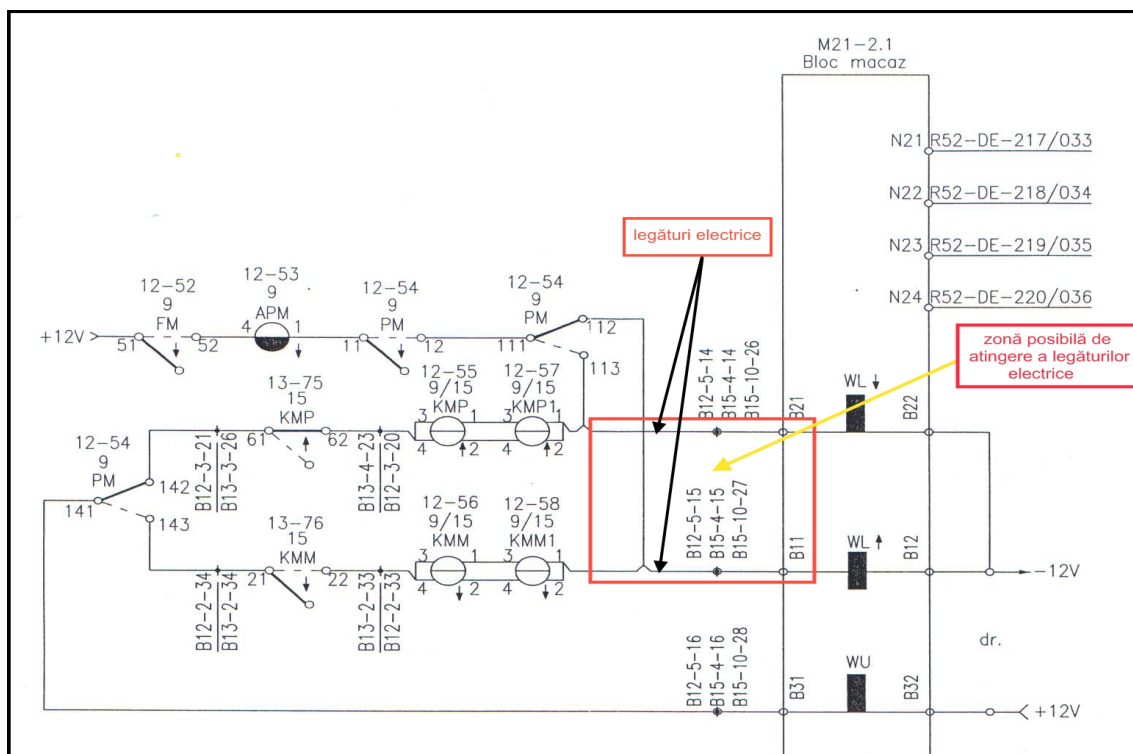 M21-2.1
Bloc macaz
N21 R52-DE-217/033
N22 R52-DE-218/034
N23 R52-DE-219/035
N24 R52-DE-220/036
legături electrice
zonă posibilă de
atingere a legăturilor
electrice
12-52
9
FM
12-53
9
APM
12-54
9
PM
12-54
9
PM
+12V
51
52
4
1
11
12
111
112
113
13-75
15
KMP
12-55
9/15
KMP
12-57
9/15
KMP1
61
62
3
1
4
2
3
1
4
2
B12-3-21
B13-3-26
B13-4-23
B12-3-20
B12-5-14
B15-4-14
B15-10-26
B21
WL
B22
12-54
9
PM
141
142
143
13-76
15
KMM
12-56
9/15
KMM
12-58
9/15
KMM1
21
22
3
1
4
2
3
1
4
2
B12-2-34
B13-2-34
B13-2-33
B12-2-33
B12-5-15
B15-4-15
B15-10-27
B11
WL
B12
-12V
dr.
B12-5-16
B15-4-16
B15-10-28
B31
WU
B32
+12V